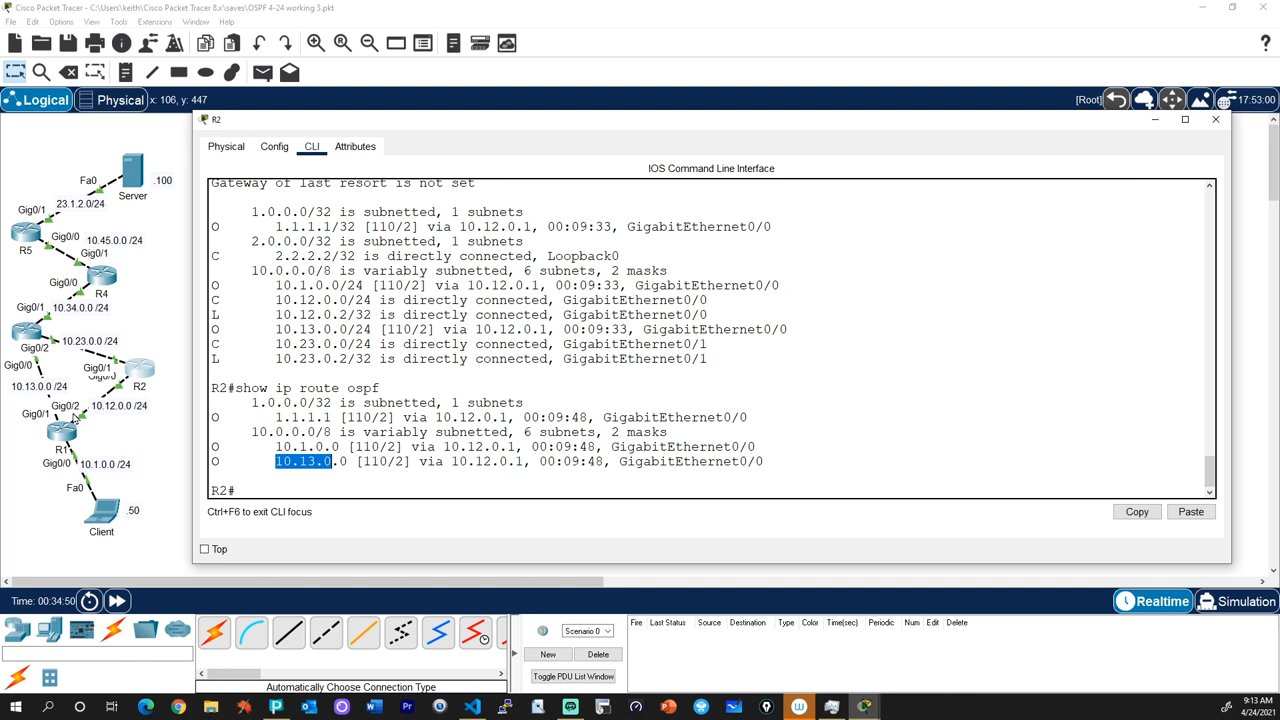 Cisco Packet Tracer - C:\Users\keith\Cisco Packet Tracer 8.x\saves\OSPF 4-24 working 3.pkt
File Edit Options View Tools Extensions Window Help
Logical Physical x: 106, y: 447 [Root] 17:53:00
R2
Physical Config CLI Attributes
IOS Command Line Interface
Gateway of last resort is not set
1.0.0.0/32 is subnetted, 1 subnets
O 1.1.1.1/32 [110/2] via 10.12.0.1, 00:09:33, GigabitEthernet0/0
2.0.0.0/32 is subnetted, 1 subnets
C 2.2.2.2/32 is directly connected, Loopback0
10.0.0.0/8 is variably subnetted, 6 subnets, 2 masks
O 10.1.0.0/24 [110/2] via 10.12.0.1, 00:09:33, GigabitEthernet0/0
C 10.12.0.0/24 is directly connected, GigabitEthernet0/0
L 10.12.0.2/32 is directly connected, GigabitEthernet0/0
O 10.13.0.0/24 [110/2] via 10.12.0.1, 00:09:33, GigabitEthernet0/0
C 10.23.0.0/24 is directly connected, GigabitEthernet0/1
L 10.23.0.2/32 is directly connected, GigabitEthernet0/1
R2#show ip route ospf
1.0.0.0/32 is subnetted, 1 subnets
O 1.1.1.1 [110/2] via 10.12.0.1, 00:09:48, GigabitEthernet0/0
10.0.0.0/8 is variably subnetted, 6 subnets, 2 masks
O 10.1.0.0 [110/2] via 10.12.0.1, 00:09:48, GigabitEthernet0/0
O 10.13.0.0 [110/2] via 10.12.0.1, 00:09:48, GigabitEthernet0/0
R2#
Ctrl+F6 to exit CLI focus
Copy Paste
Top
Fa0 .100
Server
23.1.2.0/24
Gig0/1
Gig0/0 10.45.0.0 /24
R5 Gig0/1
R4
Gig0/1 10.34.0.0 /24
10.23.0.0 /24
Gig0/2
Gig0/0 Gig0/1
Gig0/0
10.13.0.0 /24 R2
Gig0/2 10.12.0.0 /24
Gig0/1
R1
Gig0/0 10.1.0.0 /24
Fa0
.50
Client
Time: 00:34:50 Realtime Simulation
Scenario 0
New Delete
Toggle PDU List Window
Fire Last Status Source Destination Type Color Time(sec) Periodic Num Edit Delete
Automatically Choose Connection Type
9:13 AM
4/24/2021